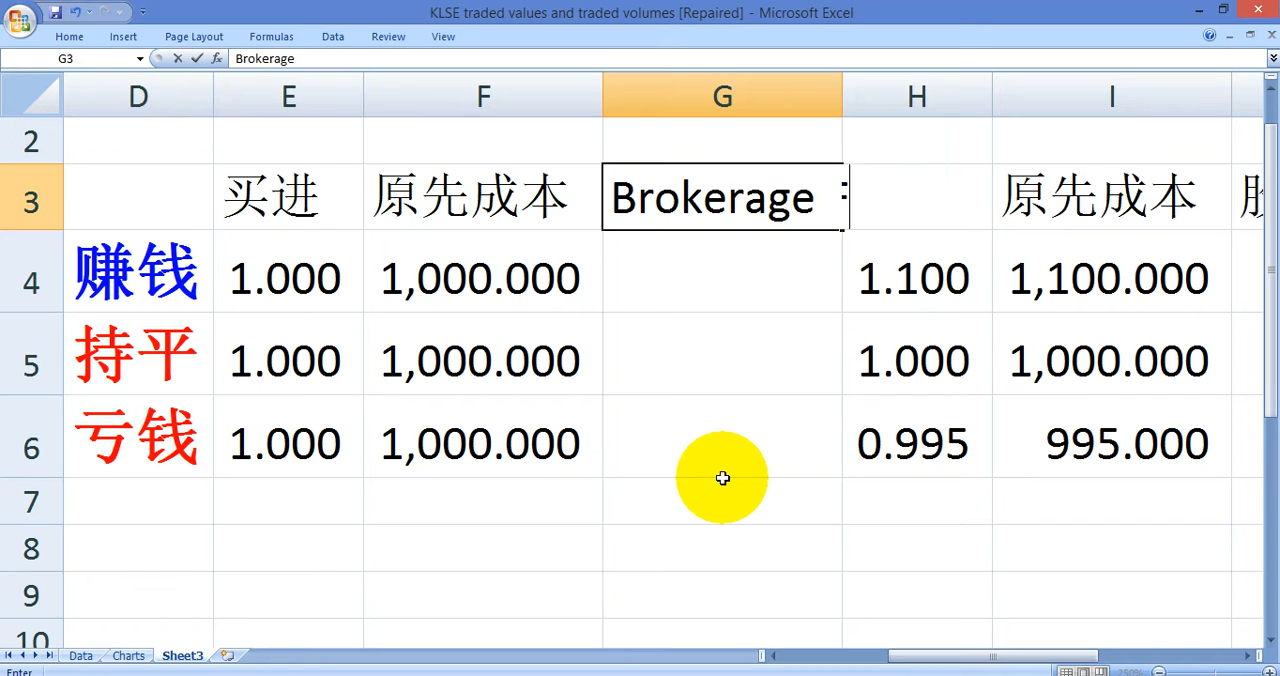 KLSE traded values and traded volumes [Repaired] - Microsoft Excel
Home Insert Page Layout Formulas Data Review View
G3 Brokerage
D E F G H I
2
3 买进 原先成本 Brokerage 原先成本
4 赚钱 1.000 1,000.000 1.100 1,100.000
5 持平 1.000 1,000.000 1.000 1,000.000
6 亏钱 1.000 1,000.000 0.995 995.000
7
8
9
10
Data Charts Sheet3
Enter 250%